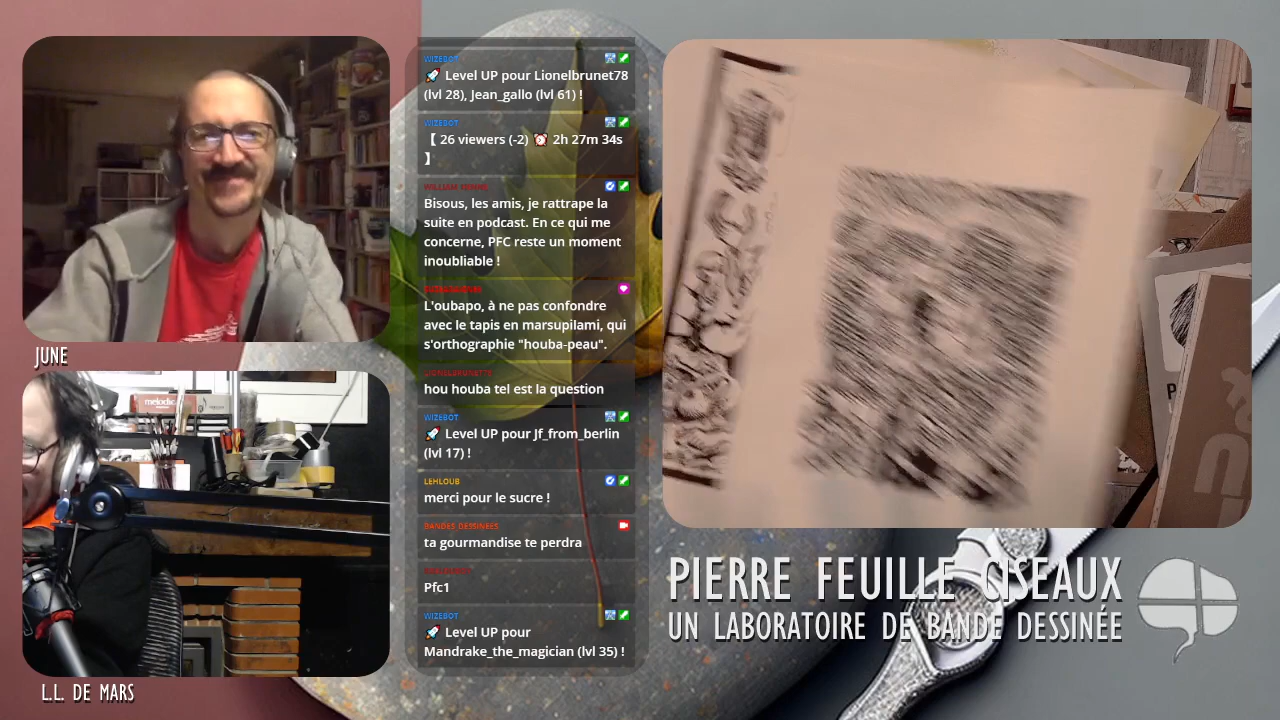 JUNE
L.L. DE MARS
WIZEBOT
🚀 Level UP pour Lionelbrunet78
(lvl 28), Jean_gallo (lvl 61) !
WIZEBOT
【 26 viewers (-2) ⏰ 2h 27m 34s
】
Bisous, les amis, je rattrape la
suite en podcast. En ce qui me
concerne, PFC reste un moment
inoubliable !
L'oubapo, à ne pas confondre
avec le tapis en marsupilami, qui
s'orthographie "houba-peau".
LIONELBRUNETTE
hou houba tel est la question
WIZEBOT
🚀 Level UP pour Jf_from_berlin
(lvl 17) !
LEHLOUB
merci pour le sucre !
BANDES DESSINEES
ta gourmandise te perdra
Pfc1
WIZEBOT
🚀 Level UP pour
Mandrake_the_magician (lvl 35) !
PIERRE FEUILLE CISEAUX
UN LABORATOIRE DE BANDE DESSINÉE